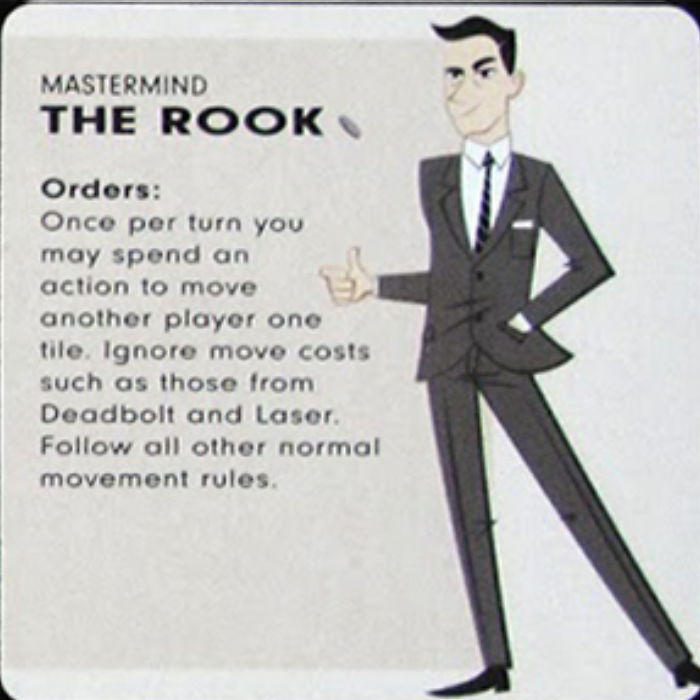 MASTERMIND
THE ROOK
Orders:
Once per turn you
may spend an
action to move
another player one
tile. Ignore move costs
such as those from
Deadbolt and Laser.
Follow all other normal
movement rules.